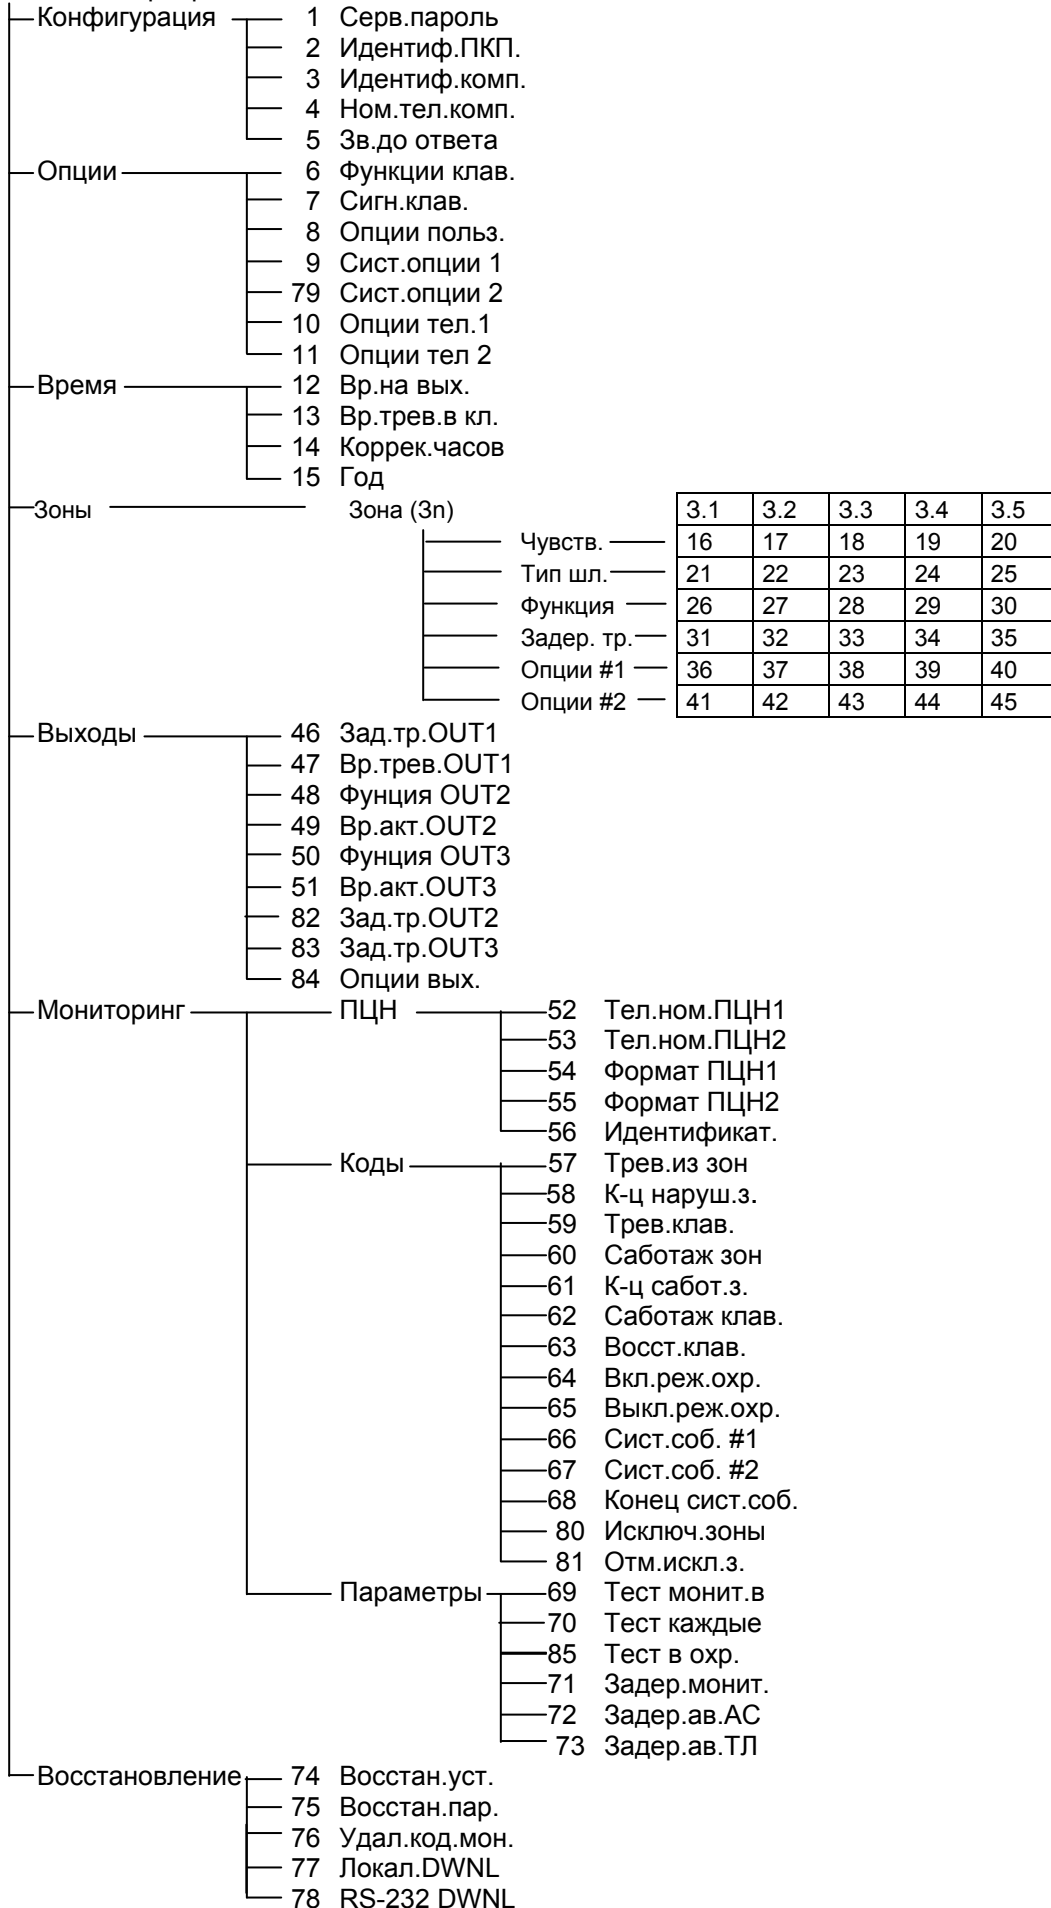 Конфигурация 1 Серв.пароль
2 Идентиф.ПКП.
3 Идентиф.комп.
4 Ном.тел.комп.
5 Зв.до ответа
Опции 6 Функции клав.
7 Сигн.клав.
8 Опции польз.
9 Сист.опции 1
79 Сист.опции 2
10 Опции тел.1
11 Опции тел 2
Время 12 Вр.на вых.
13 Вр.трев.в кл.
14 Коррек.часов
15 Год
Зоны Зона (Зn) З.1 З.2 З.3 З.4 З.5
Чувств. 16 17 18 19 20
Тип шл. 21 22 23 24 25
Функция 26 27 28 29 30
Задер. тр. 31 32 33 34 35
Опции #1 36 37 38 39 40
Опции #2 41 42 43 44 45
Выходы 46 Зад.тр.OUT1
47 Вр.трев.OUT1
48 Фунция OUT2
49 Вр.акт.OUT2
50 Фунция OUT3
51 Вр.акт.OUT3
82 Зад.тр.OUT2
83 Зад.тр.OUT3
84 Опции вых.
Мониторинг ПЦН 52 Тел.ном.ПЦН1
53 Тел.ном.ПЦН2
54 Формат ПЦН1
55 Формат ПЦН2
56 Идентификат.
Коды 57 Трев.из зон
58 К-ц наруш.з.
59 Трев.клав.
60 Саботаж зон
61 К-ц сабот.з.
62 Саботаж клав.
63 Восст.клав.
64 Вкл.реж.охр.
65 Выкл.реж.охр.
66 Сист.соб. #1
67 Сист.соб. #2
68 Конец сист.соб.
80 Исключ.зоны
81 Отм.искл.з.
Параметры 69 Тест монит.в
70 Тест каждые
85 Тест в охр.
71 Задер.монит.
72 Задер.ав.АС
73 Задер.ав.ТЛ
Восстановление 74 Восстан.уст.
75 Восстан.пар.
76 Удал.код.мон.
77 Локал.DWNL
78 RS-232 DWNL